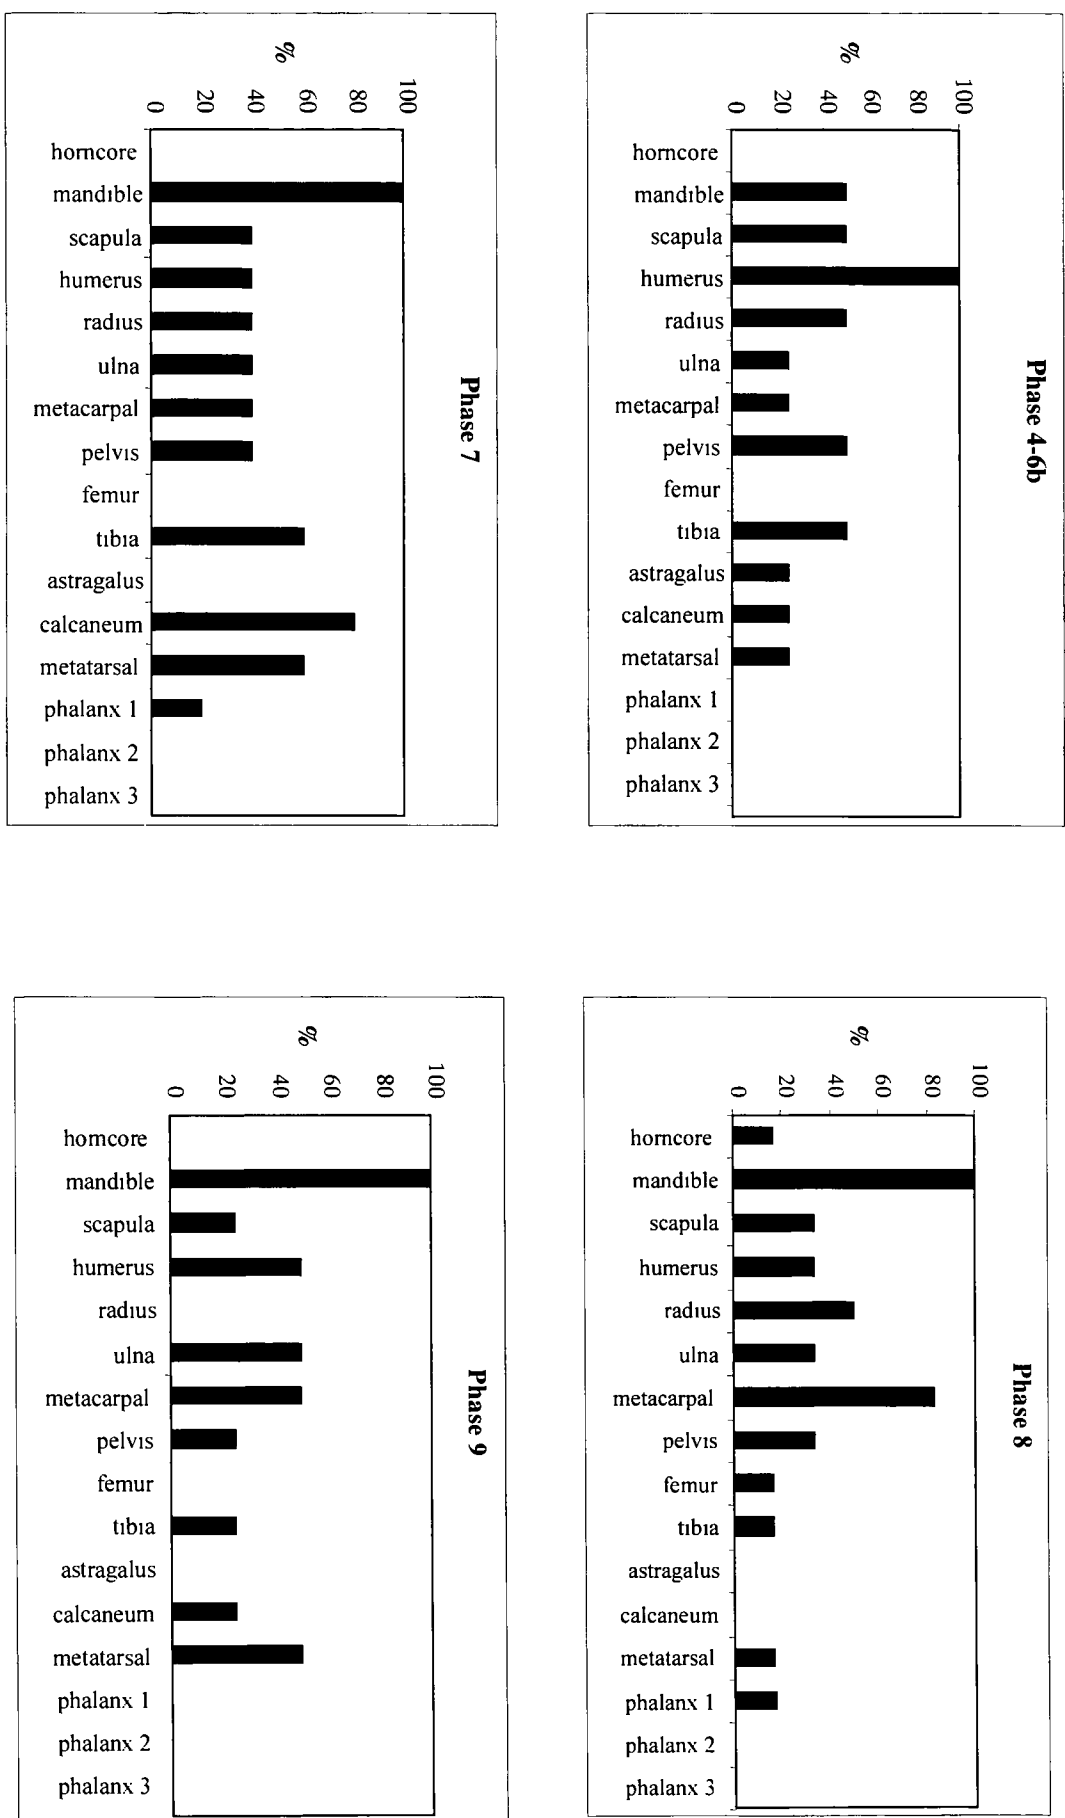 Phase 4-6b
%
100
80
60
40
20
0
horncore
mandible
scapula
humerus
radius
ulna
metacarpal
pelvis
femur
tibia
astragalus
calcaneum
metatarsal
phalanx 1
phalanx 2
phalanx 3
Phase 7
%
100
80
60
40
20
0
horncore
mandible
scapula
humerus
radius
ulna
metacarpal
pelvis
femur
tibia
astragalus
calcaneum
metatarsal
phalanx 1
phalanx 2
phalanx 3
Phase 8
%
100
80
60
40
20
0
horncore
mandible
scapula
humerus
radius
ulna
metacarpal
pelvis
femur
tibia
astragalus
calcaneum
metatarsal
phalanx 1
phalanx 2
phalanx 3
Phase 9
%
100
80
60
40
20
0
horncore
mandible
scapula
humerus
radius
ulna
metacarpal
pelvis
femur
tibia
astragalus
calcaneum
metatarsal
phalanx 1
phalanx 2
phalanx 3